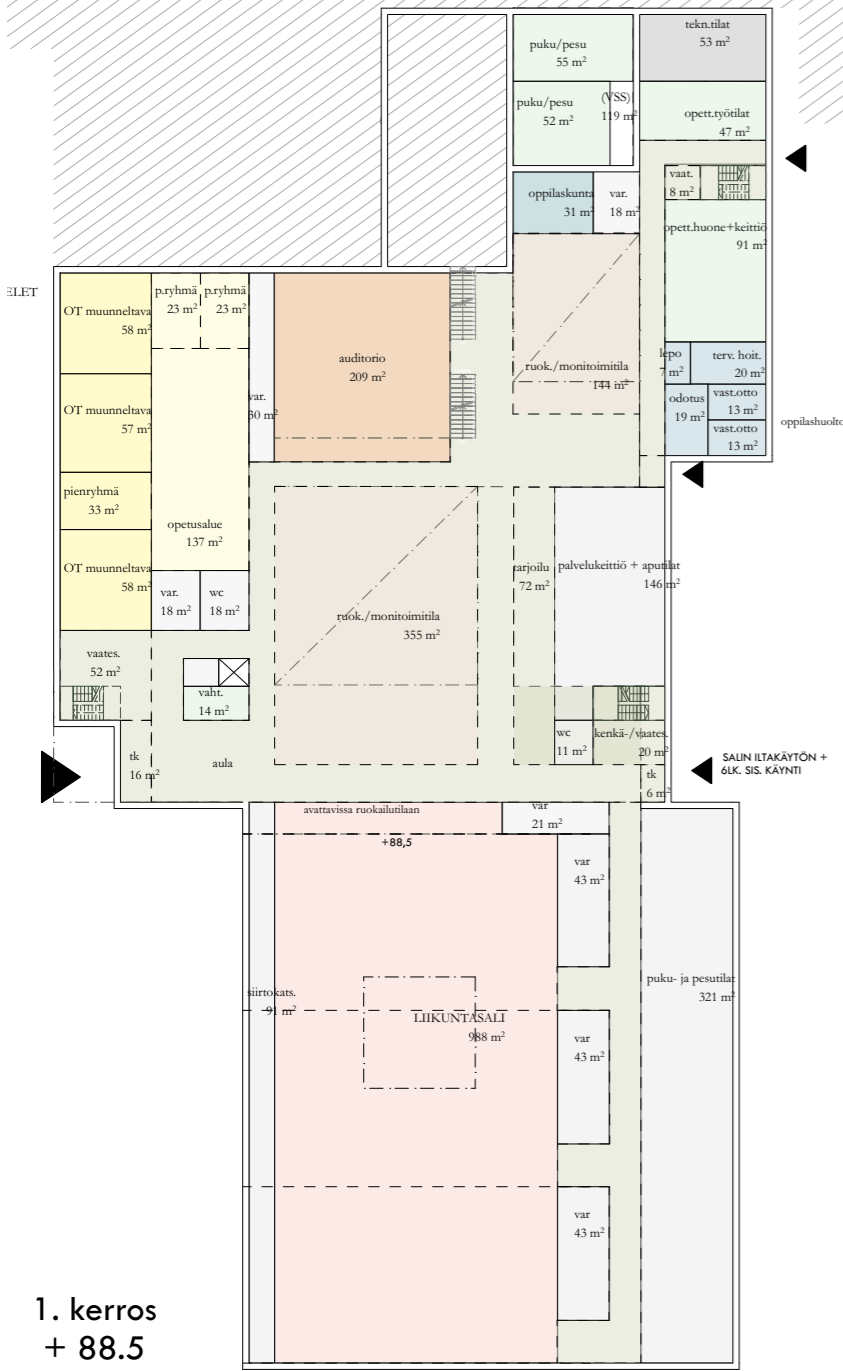 tekn.tilat
53 m²
puku/pesu
55 m²
puku/pesu
52 m²
(VSS)
119 m²
opett.työtilat
47 m²
vaat.
8 m²
oppilaskunta
31 m²
var.
18 m²
opett.huone+keittiö
91 m²
ELET
OT muunneltava
58 m²
p.ryhmä
23 m²
p.ryhmä
23 m²
auditorio
209 m²
ruok./monitoimitila
144 m²
lepo
7 m²
terv. hoit.
20 m²
OT muunneltava
57 m²
var.
30 m²
odotus
19 m²
vast.otto
13 m²
vast.otto
13 m²
oppilashuolto
pienryhmä
33 m²
opetusalue
137 m²
OT muunneltava
58 m²
var.
18 m²
wc
18 m²
tarjoilu
72 m²
palvelukeittiö + aputilat
146 m²
ruok./monitoimitila
355 m²
vaates.
52 m²
vaht.
14 m²
wc
11 m²
kenkä-/vaates.
20 m²
tk
16 m²
aula
tk
6 m²
SALIN ILTAKÄYTÖN +
6LK. SIS. KÄYNTI
avattavissa ruokailutilaan
var
21 m²
+88,5
var
43 m²
siirtokats.
91 m²
LIIKUNTASALI
988 m²
puku- ja pesutilat
321 m²
var
43 m²
var
43 m²
1. kerros
+ 88.5